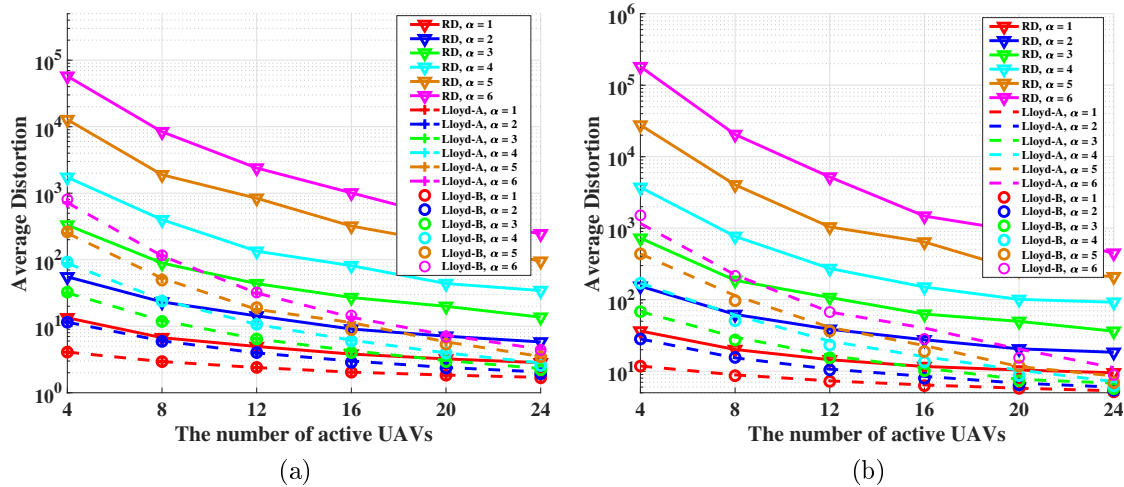 10^5
10^4
10^3
10^2
10^1
10^0
Average Distortion
4
8
12
16
20
24
The number of active UAVs
RD, α = 1
RD, α = 2
RD, α = 3
RD, α = 4
RD, α = 5
RD, α = 6
Lloyd-A, α = 1
Lloyd-A, α = 2
Lloyd-A, α = 3
Lloyd-A, α = 4
Lloyd-A, α = 5
Lloyd-A, α = 6
Lloyd-B, α = 1
Lloyd-B, α = 2
Lloyd-B, α = 3
Lloyd-B, α = 4
Lloyd-B, α = 5
Lloyd-B, α = 6
(a)
10^6
10^5
10^4
10^3
10^2
10^1
Average Distortion
4
8
12
16
20
24
The number of active UAVs
RD, α = 1
RD, α = 2
RD, α = 3
RD, α = 4
RD, α = 5
RD, α = 6
Lloyd-A, α = 1
Lloyd-A, α = 2
Lloyd-A, α = 3
Lloyd-A, α = 4
Lloyd-A, α = 5
Lloyd-A, α = 6
Lloyd-B, α = 1
Lloyd-B, α = 2
Lloyd-B, α = 3
Lloyd-B, α = 4
Lloyd-B, α = 5
Lloyd-B, α = 6
(b)